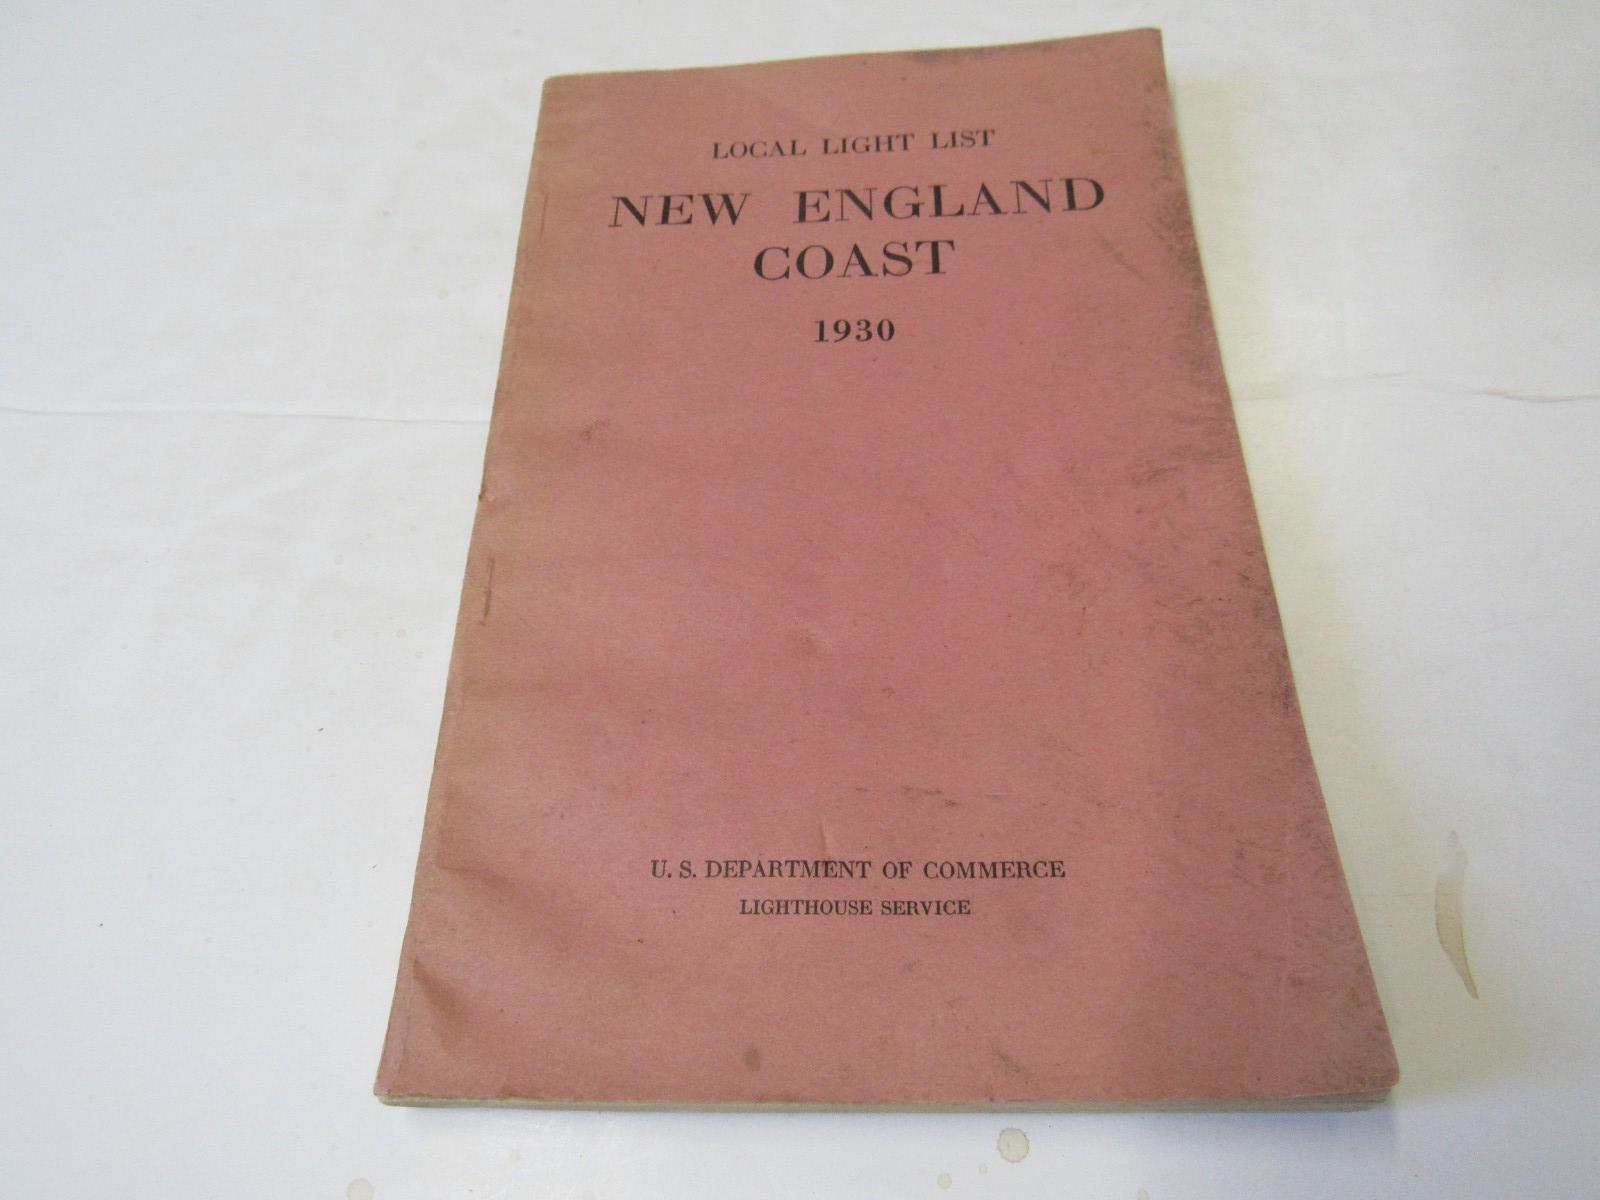 LOCAL LIGHT LIST
NEW ENGLAND
COAST
1930
U. S. DEPARTMENT OF COMMERCE
LIGHTHOUSE SERVICE